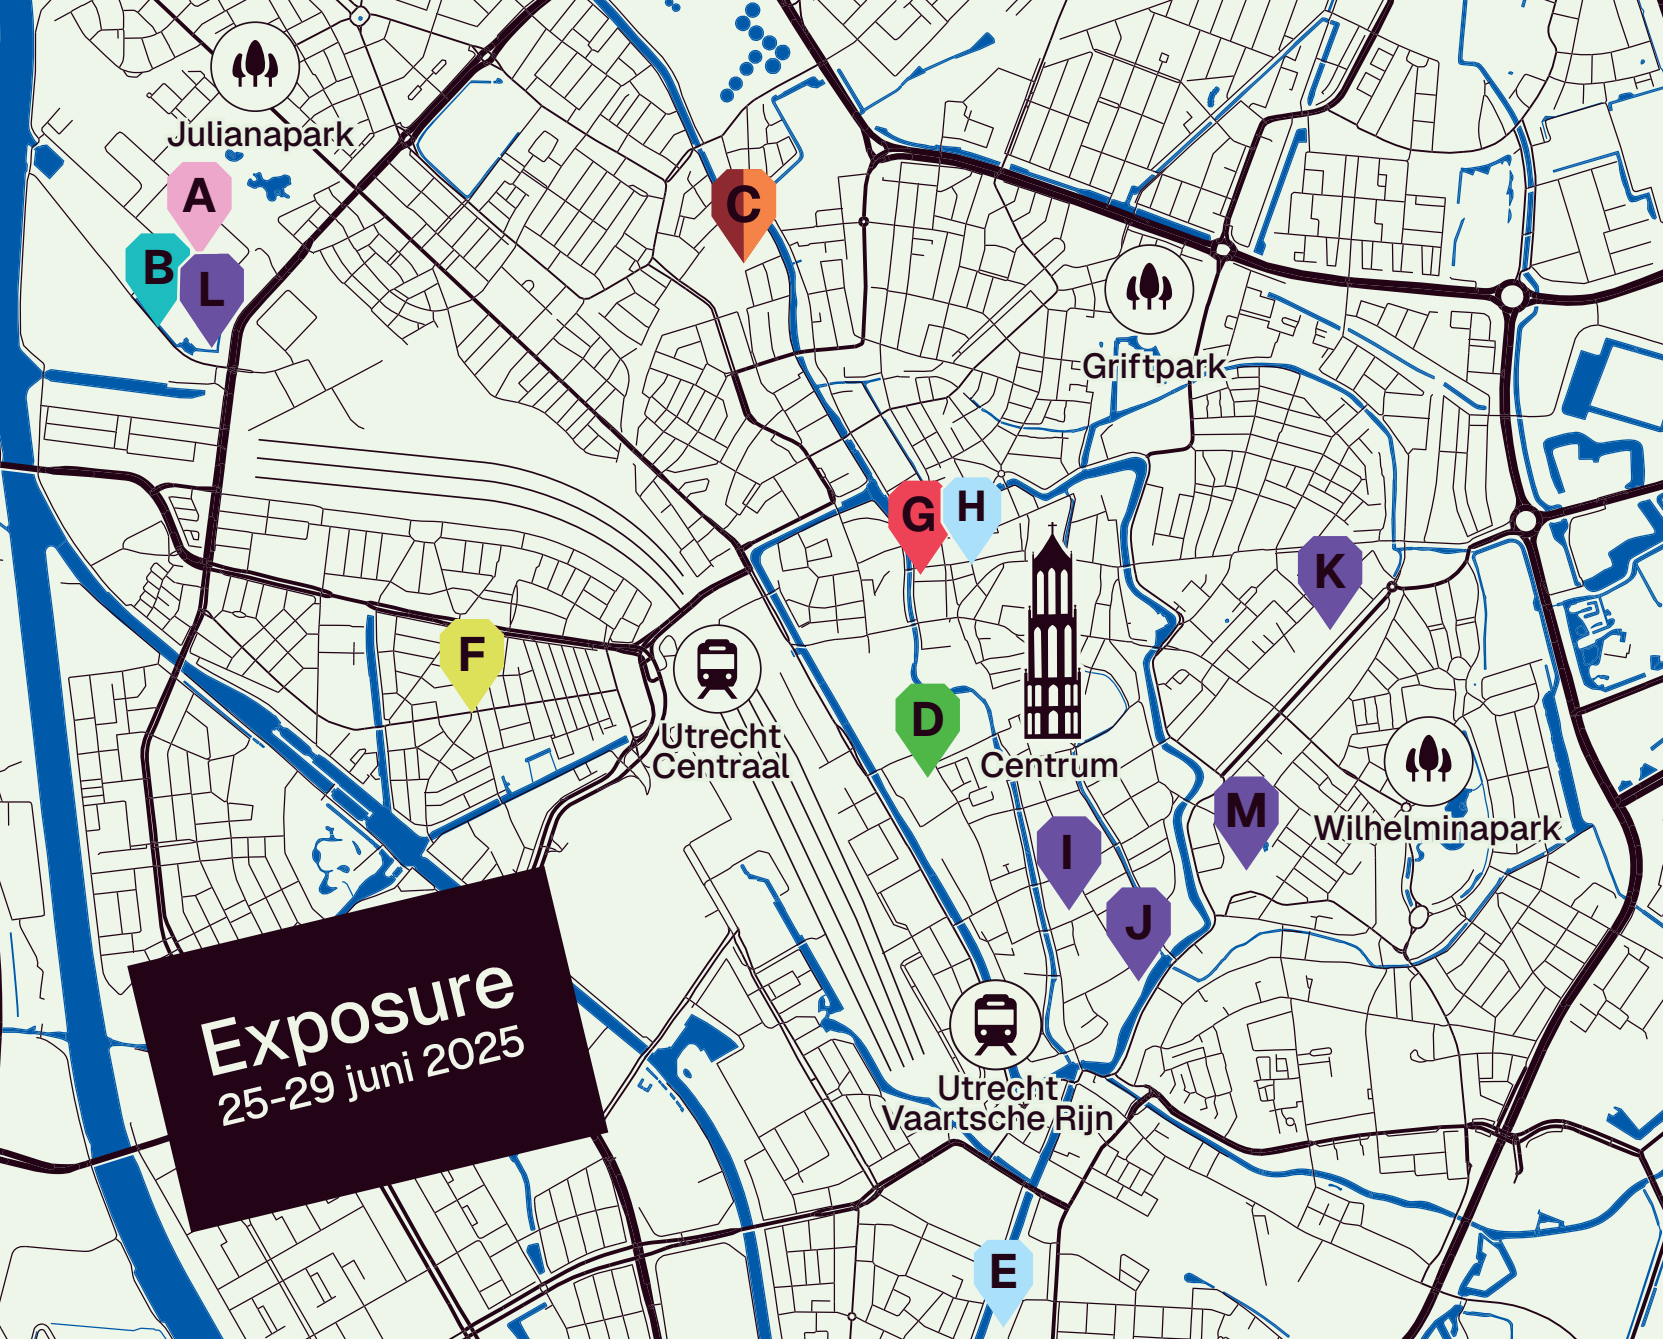 Julianapark
A
B
L
C
Griftpark
G
H
K
F
D
Utrecht
Centraal
Centrum
M
Wilhelminapark
I
J
Exposure
25-29 juni 2025
Utrecht
Vaartsche Rijn
E